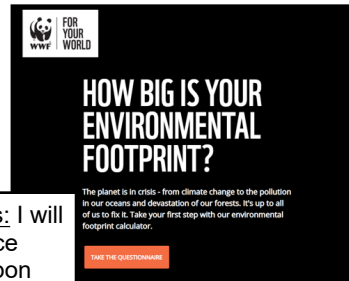 WWF
FOR
YOUR
WORLD
HOW BIG IS YOUR
ENVIRONMENTAL
FOOTPRINT?
The planet is in crisis - from climate change to the pollution
in our oceans and devastation of our forests. It's up to all
of us to fix it. Take your first step with our environmental
footprint calculator.
TAKE THE QUESTIONNAIRE
: I will